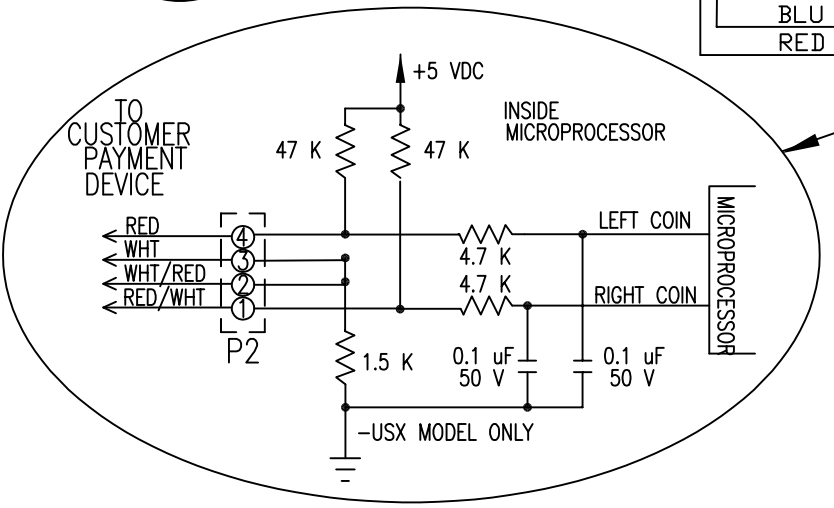 BLU
RED
+5 VDC
TO
CUSTOMER
PAYMENT
DEVICE
INSIDE
MICROPROCESSOR
47 K
47 K
RED
4
LEFT COIN
WHT
3
4.7 K
WHT/RED
2
4.7 K
RED/WHT
1
RIGHT COIN
MICROPROCESSOR
P2
1.5 K
0.1 uF
50 V
0.1 uF
50 V
-USX MODEL ONLY